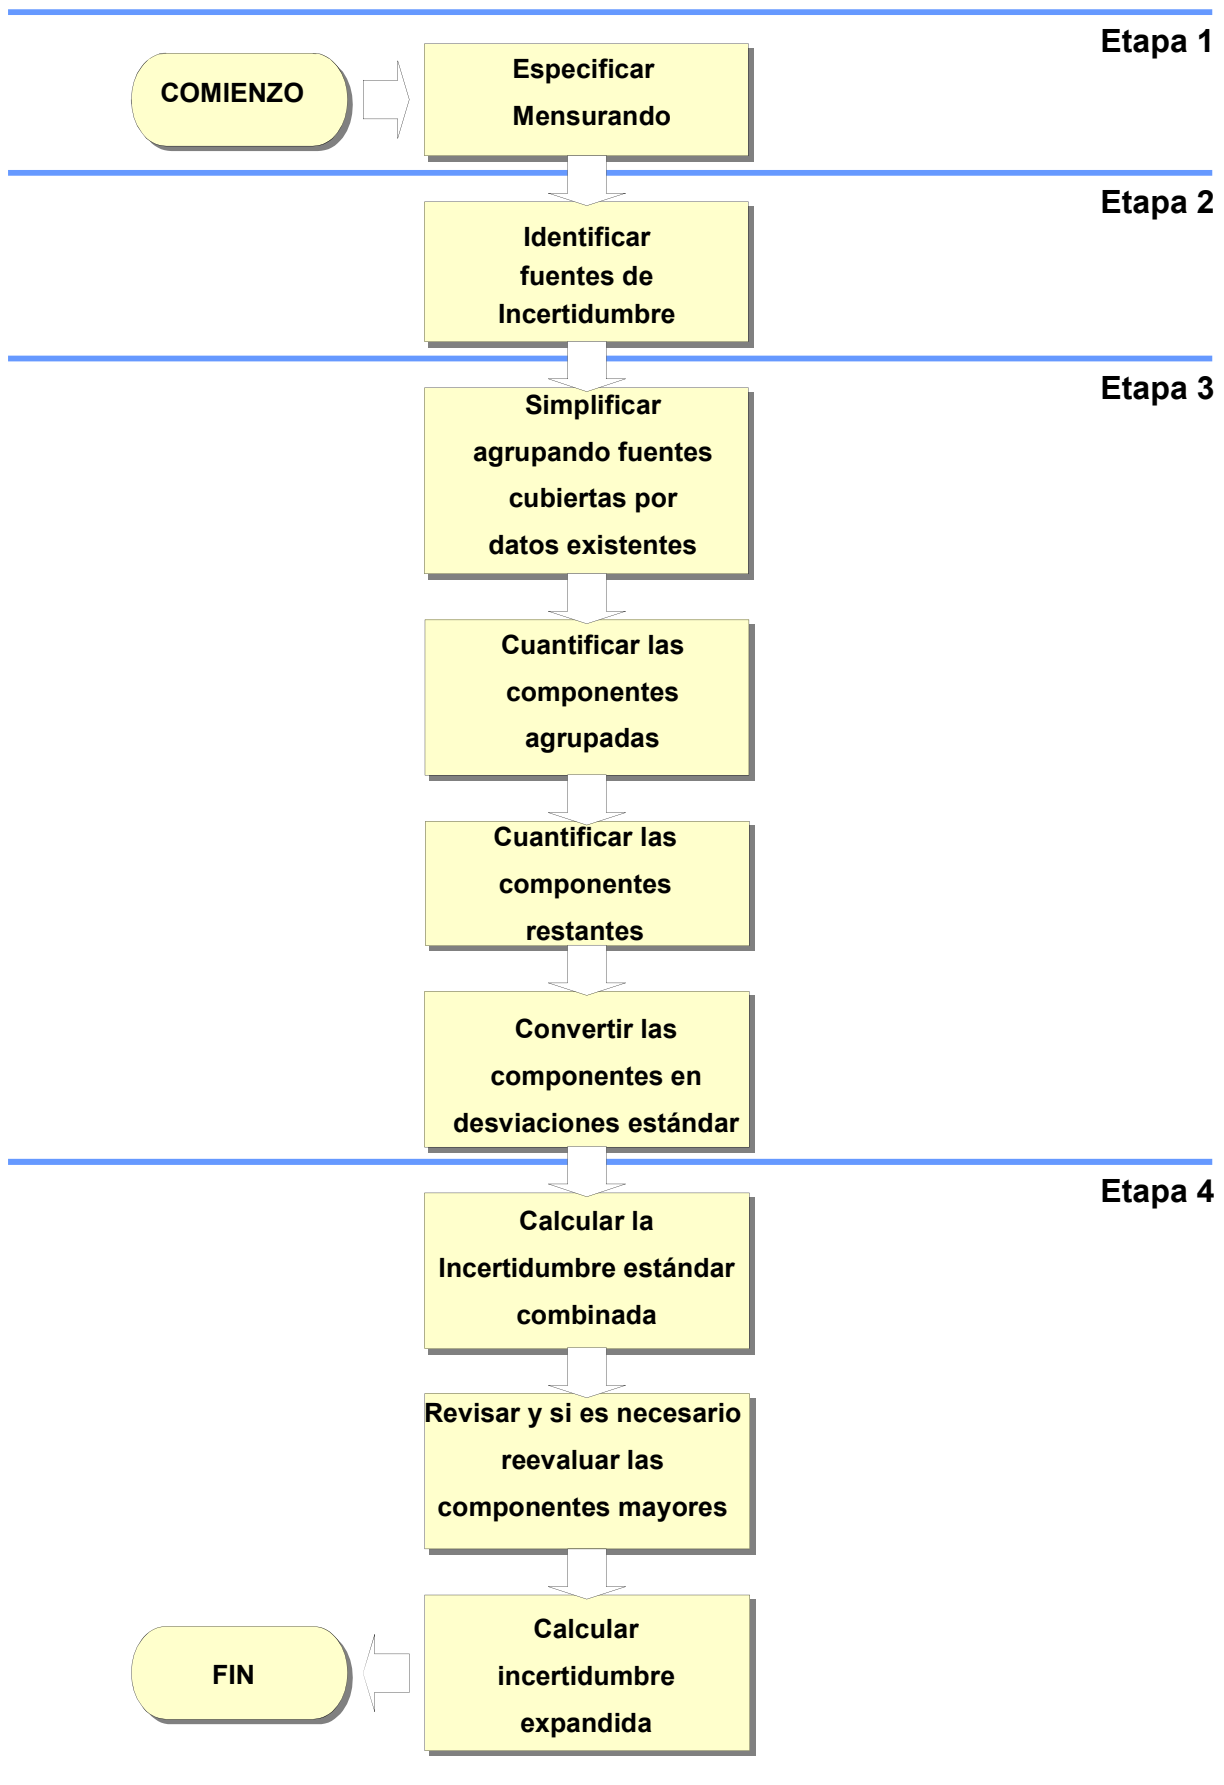 Etapa 1
COMIENZO
Especificar
Mensurando
Etapa 2
Identificar
fuentes de
Incertidumbre
Etapa 3
Simplificar
agrupando fuentes
cubiertas por
datos existentes
Cuantificar las
componentes
agrupadas
Cuantificar las
componentes
restantes
Convertir las
componentes en
desviaciones estándar
Etapa 4
Calcular la
Incertidumbre estándar
combinada
Revisar y si es necesario
reevaluar las
componentes mayores
Calcular
incertidumbre
expandida
FIN